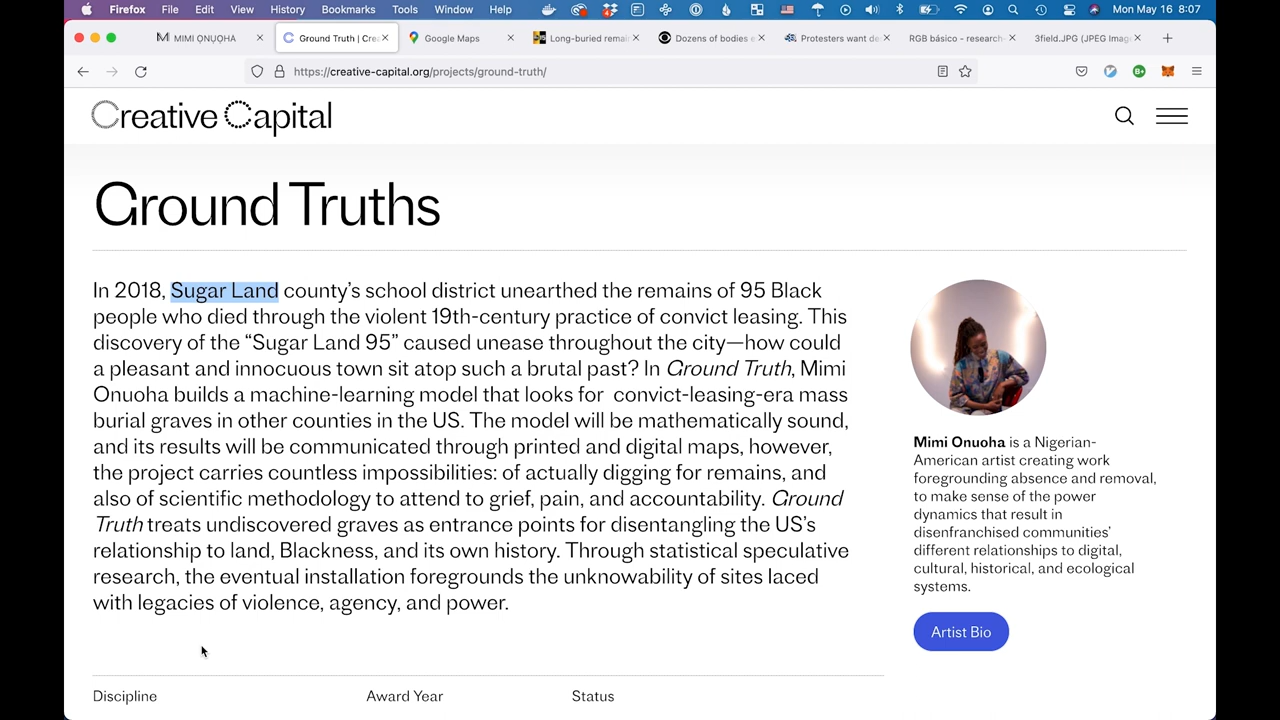 Firefox File Edit View History Bookmarks Tools Window Help Mon May 16 8:07
MIMI ỌNỤỌHA Ground Truth | Crea Google Maps Long-buried remai Dozens of bodies e Protesters want de RGB básico - research 3field.JPG (JPEG Imag
https://creative-capital.org/projects/ground-truth/
Creative Capital
Ground Truths
In 2018, Sugar Land county’s school district unearthed the remains of 95 Black
people who died through the violent 19th-century practice of convict leasing. This
discovery of the “Sugar Land 95” caused unease throughout the city—how could
a pleasant and innocuous town sit atop such a brutal past? In Ground Truth, Mimi
Onuoha builds a machine-learning model that looks for convict-leasing-era mass
burial graves in other counties in the US. The model will be mathematically sound,
and its results will be communicated through printed and digital maps, however,
the project carries countless impossibilities: of actually digging for remains, and
also of scientific methodology to attend to grief, pain, and accountability. Ground
Truth treats undiscovered graves as entrance points for disentangling the US’s
relationship to land, Blackness, and its own history. Through statistical speculative
research, the eventual installation foregrounds the unknowability of sites laced
with legacies of violence, agency, and power.
Mimi Onuoha is a Nigerian-
American artist creating work
foregrounding absence and removal,
to make sense of the power
dynamics that result in
disenfranchised communities’
different relationships to digital,
cultural, historical, and ecological
systems.
Artist Bio
Discipline Award Year Status